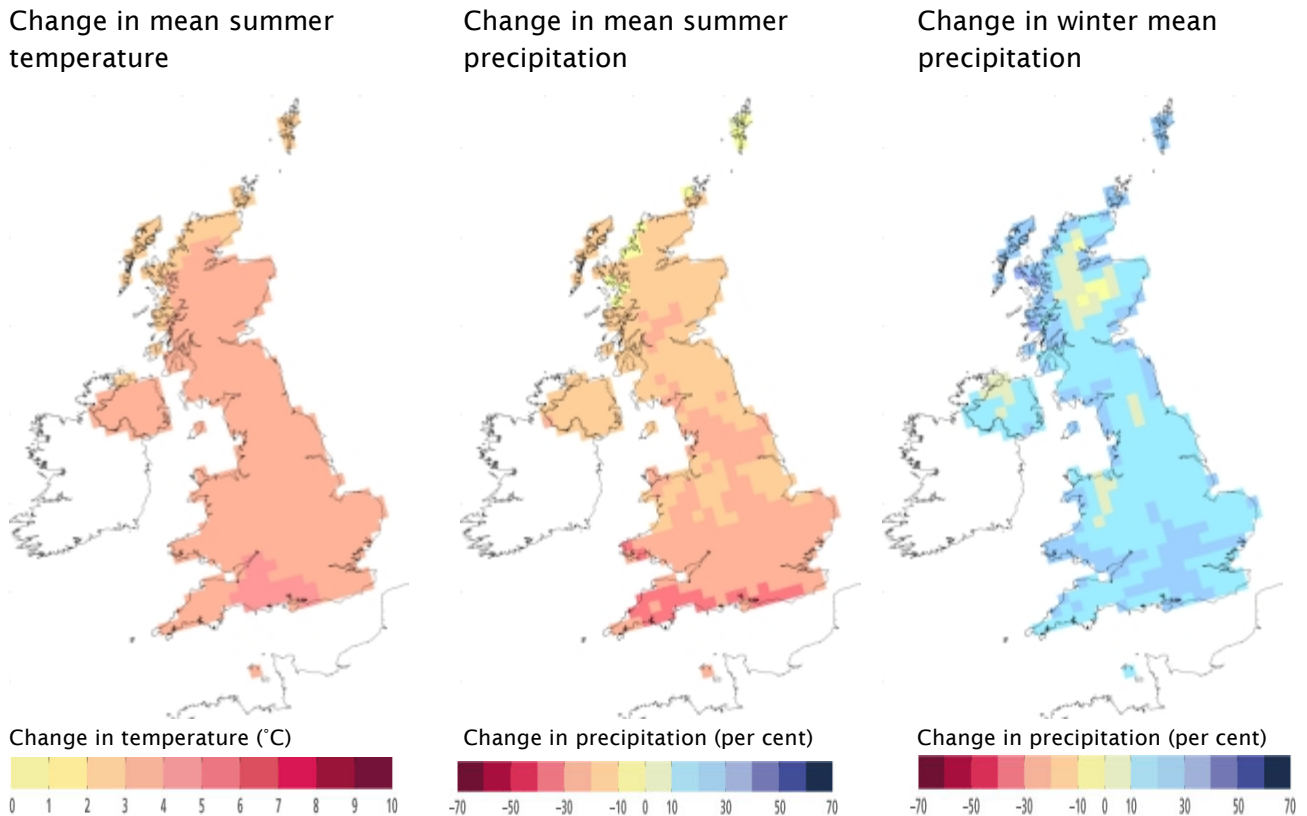 Change in mean summer
temperature
Change in mean summer
precipitation
Change in winter mean
precipitation
Change in temperature (°C)
0 1 2 3 4 5 6 7 8 9 10
Change in precipitation (per cent)
−70 −50 −30 −10 0 10 30 50 70
Change in precipitation (per cent)
−70 −50 −30 −10 0 10 30 50 70